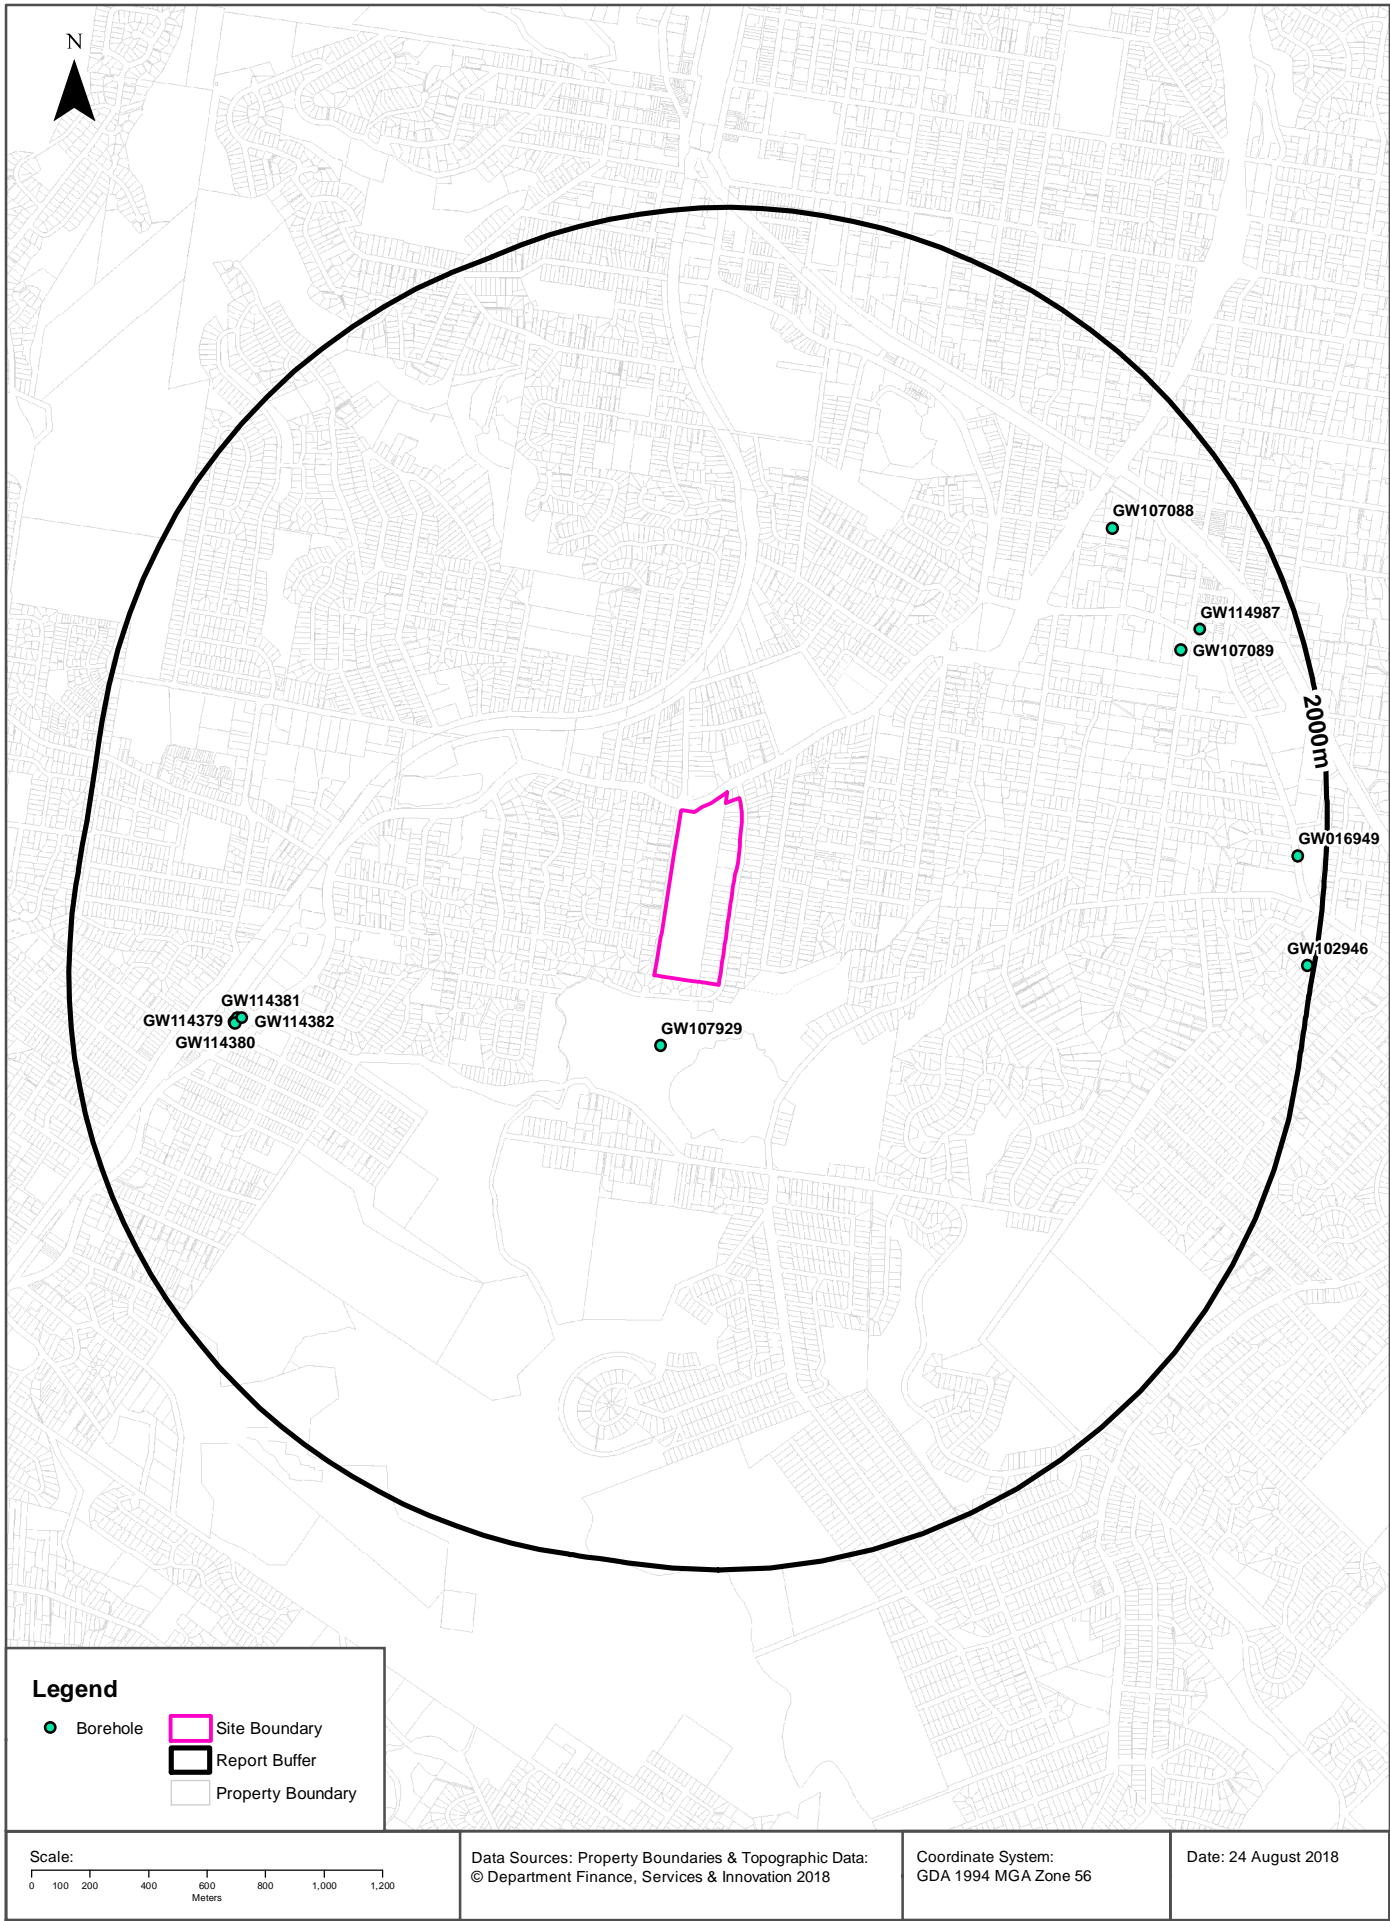 N
GW107088
GW114987
GW107089
2000m
GW016949
GW102946
GW114381
GW114379
GW114382
GW114380
GW107929
Legend
Borehole
Site Boundary
Report Buffer
Property Boundary
Scale:
0 100 200 400 600 800 1,000 1,200
Meters
Data Sources: Property Boundaries & Topographic Data:
© Department Finance, Services & Innovation 2018
Coordinate System:
GDA 1994 MGA Zone 56
Date: 24 August 2018